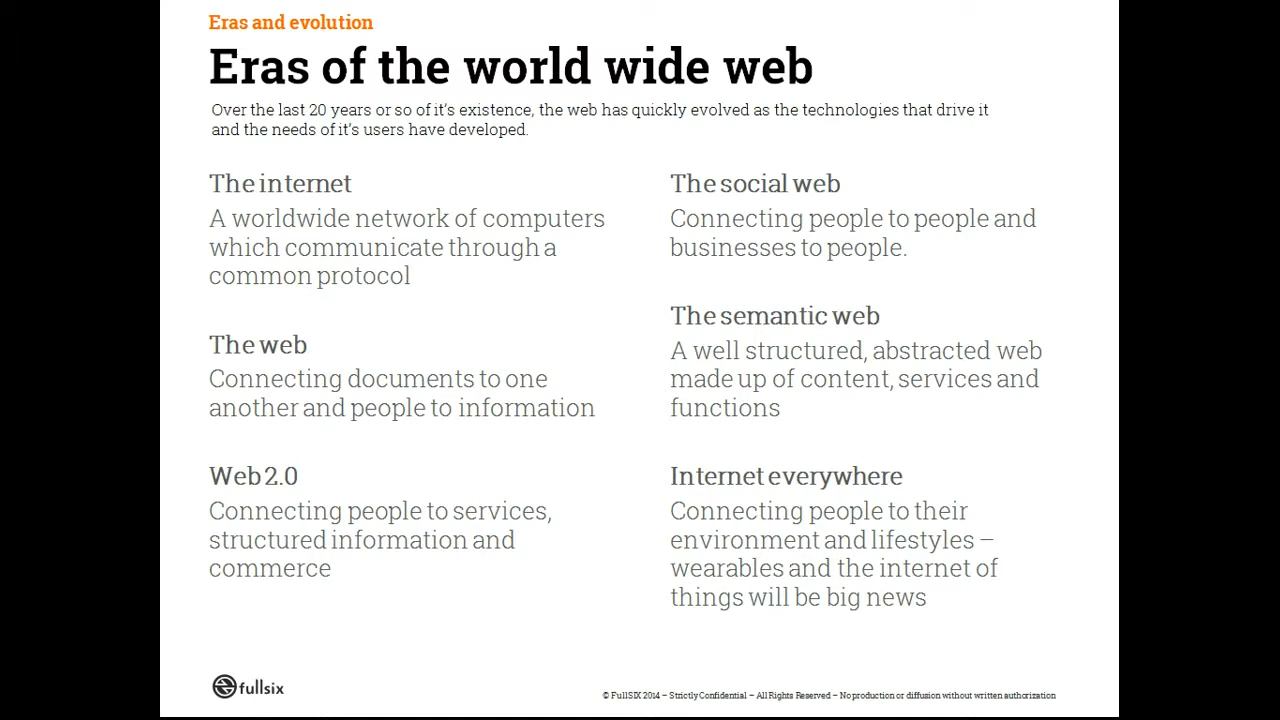 Eras and evolution
Eras of the world wide web
Over the last 20 years or so of it's existence, the web has quickly evolved as the technologies that drive it
and the needs of it's users have developed.
The internet
A worldwide network of computers
which communicate through a
common protocol
The web
Connecting documents to one
another and people to information
Web 2.0
Connecting people to services,
structured information and
commerce
The social web
Connecting people to people and
businesses to people.
The semantic web
A well structured, abstracted web
made up of content, services and
functions
Internet everywhere
Connecting people to their
environment and lifestyles –
wearables and the internet of
things will be big news
fullsix
© FullSIX 2014 – Strictly Confidential – All Rights Reserved – No production or diffusion without written authorization